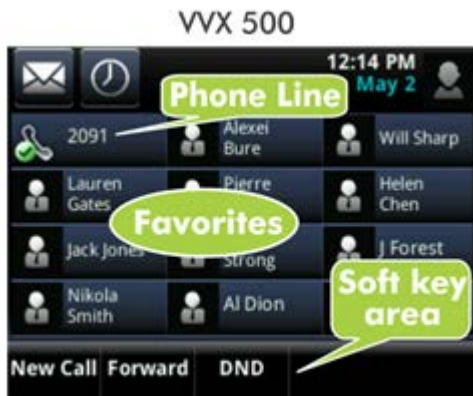 VVX 500
12:14 PM
May 2
Phone Line
2091
Alexei
Bure
Will Sharp
Lauren
Gates
Pierre
Helen
Chen
Favorites
Jack Jones
Strong
J Forest
Nikola
Smith
Al Dion
Soft key
area
New Call Forward DND